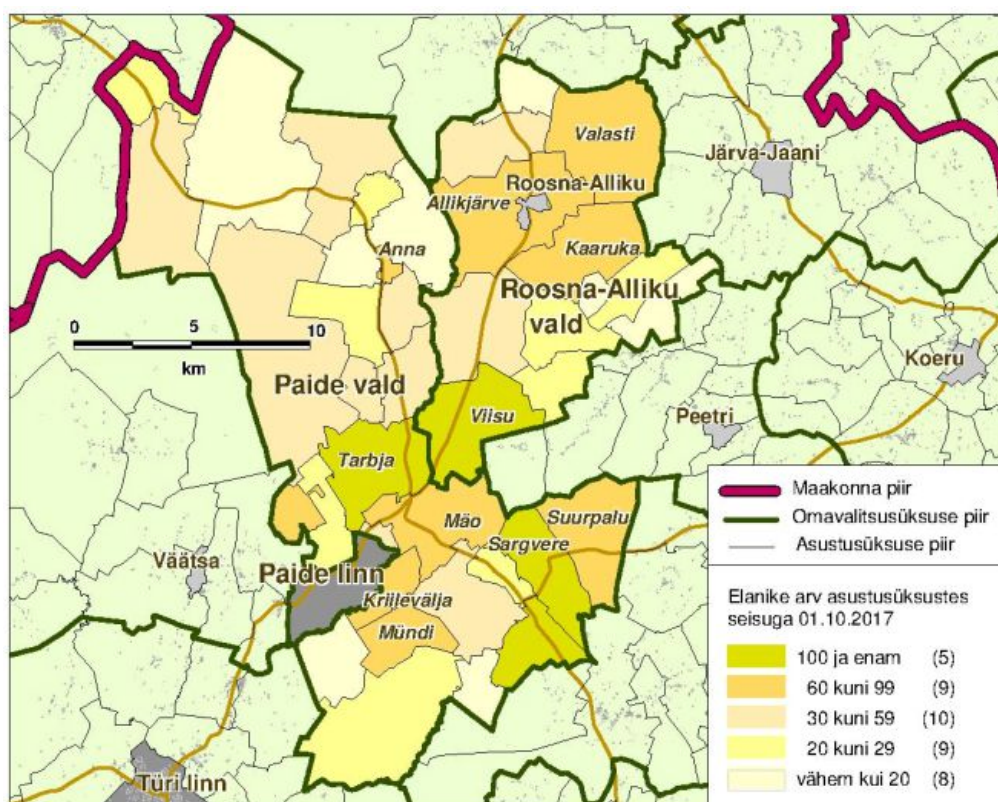 Valasti
Järva-Jaani
Roosna-Alliku
Allikjärve
Anna
Kaaruka
Roosna-Alliku
vald
0 5 10
km
Koeru
Paide vald
Peetri
Vilsu
Tarbja
Mäo
Suurpalu
Sargvere
Väätsa
Paide linn
Kriilevälja
Mündi
Türi linn
Maakonna piir
Omavalitsusüksuse piir
Asustusüksuse piir
Elanike arv asustusüksustes
seisuga 01.10.2017
100 ja enam (5)
60 kuni 99 (9)
30 kuni 59 (10)
20 kuni 29 (9)
vähem kui 20 (8)